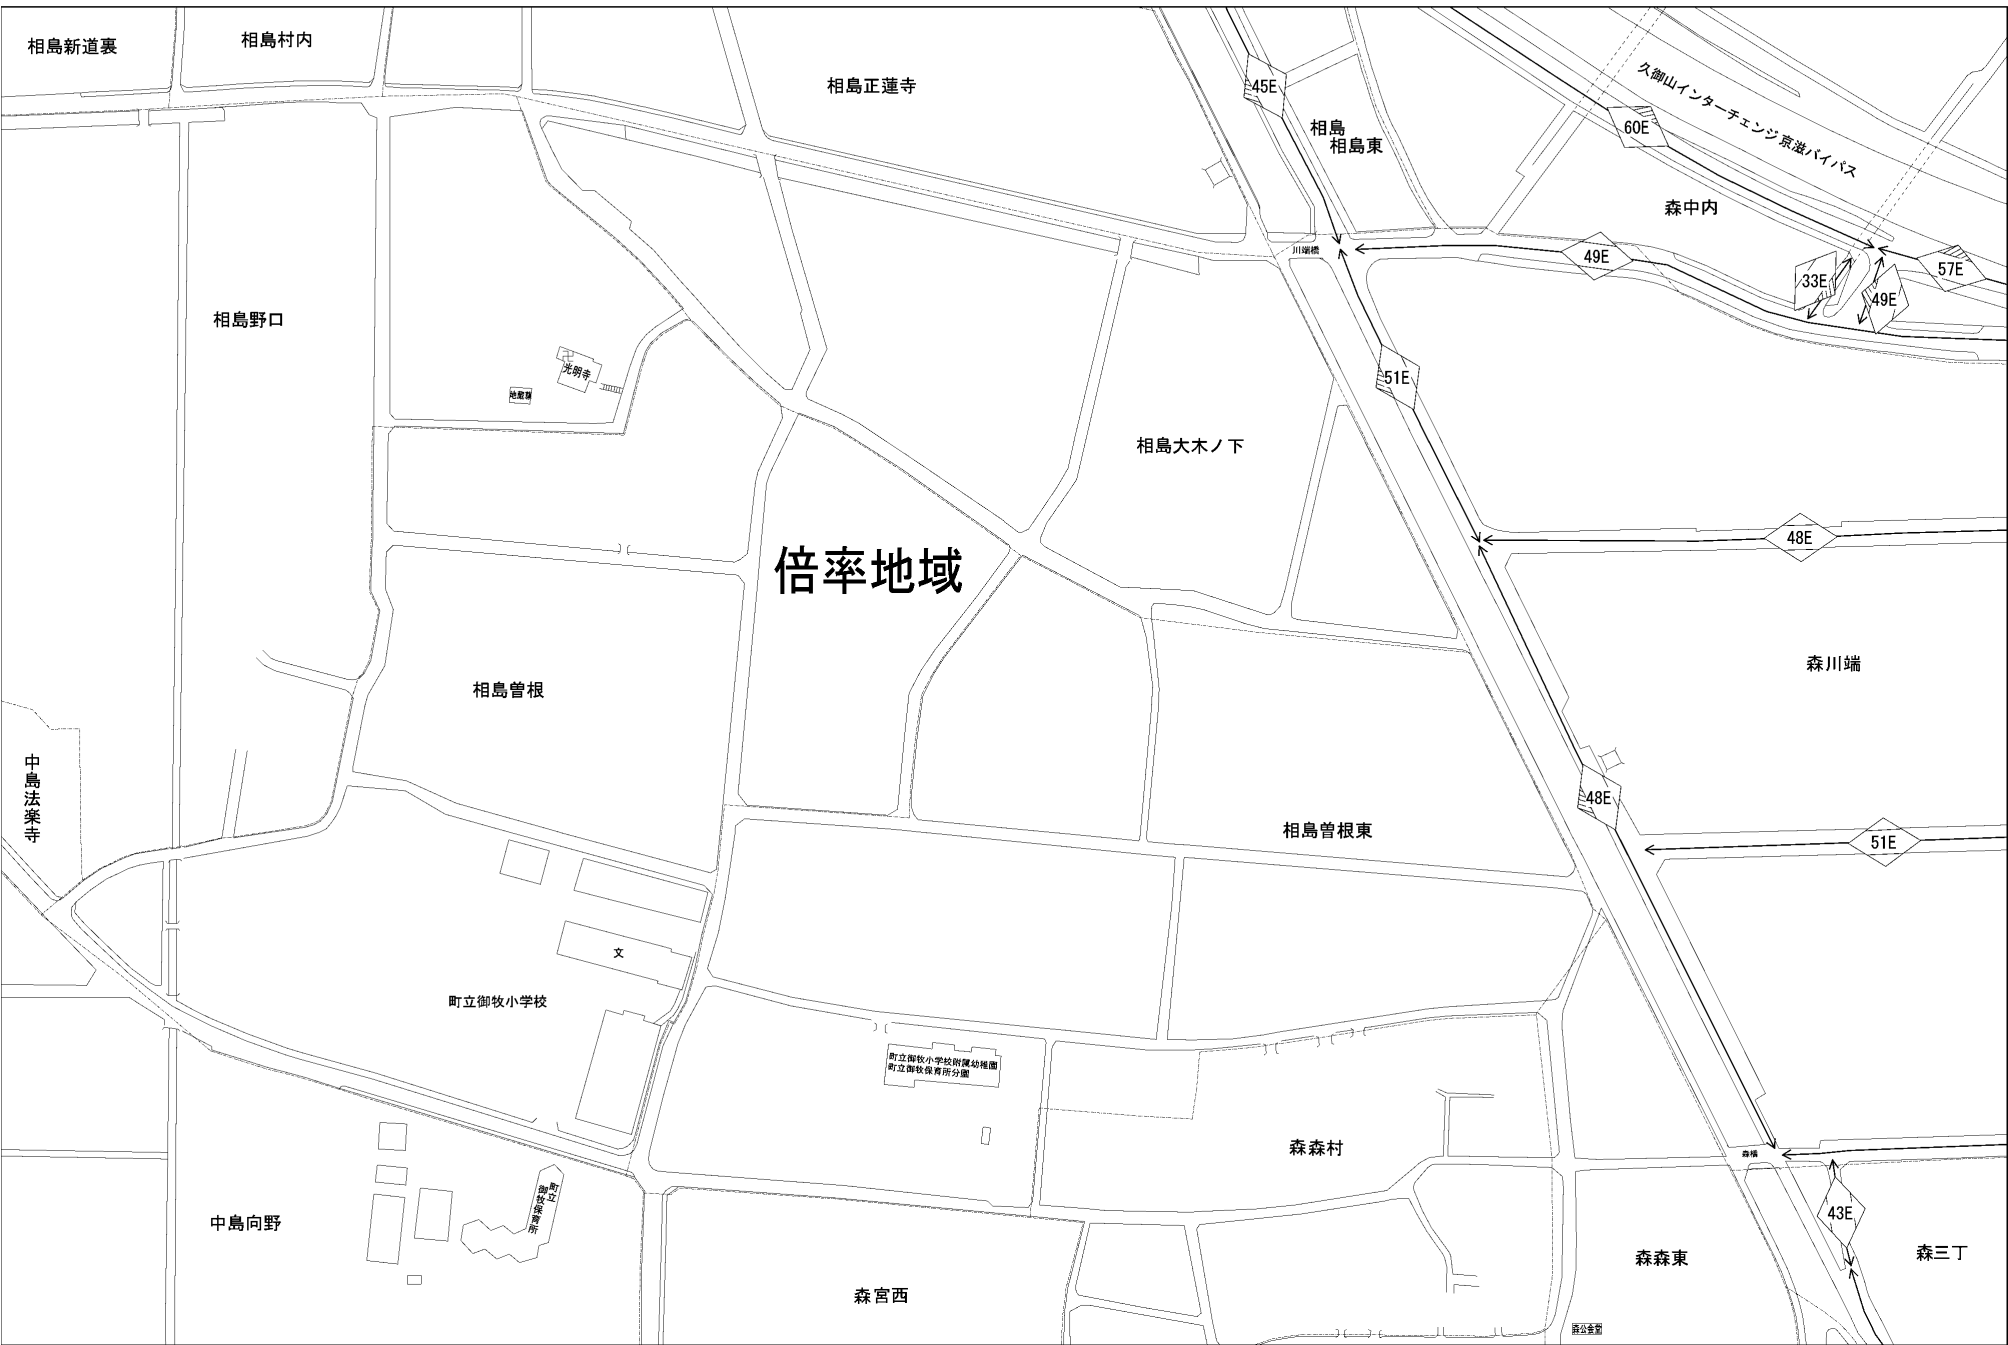 相島新道裏
相島村内
相島正蓮寺
45E
相島
相島東
60E
久御山インターチェンジ京滋バイパス
森中内
川端橋
49E
33E
49E
57E
相島野口
卍
光明寺
地蔵尊
51E
相島大木ノ下
48E
倍率地域
森川端
相島曽根
中島法楽寺
48E
相島曽根東
51E
文
町立御牧小学校
町立御牧小学校附属幼稚園
町立御牧保育所分園
森森村
森橋
町立
御牧保育所
中島向野
43E
森森東
森三丁
森宮西
森公会堂